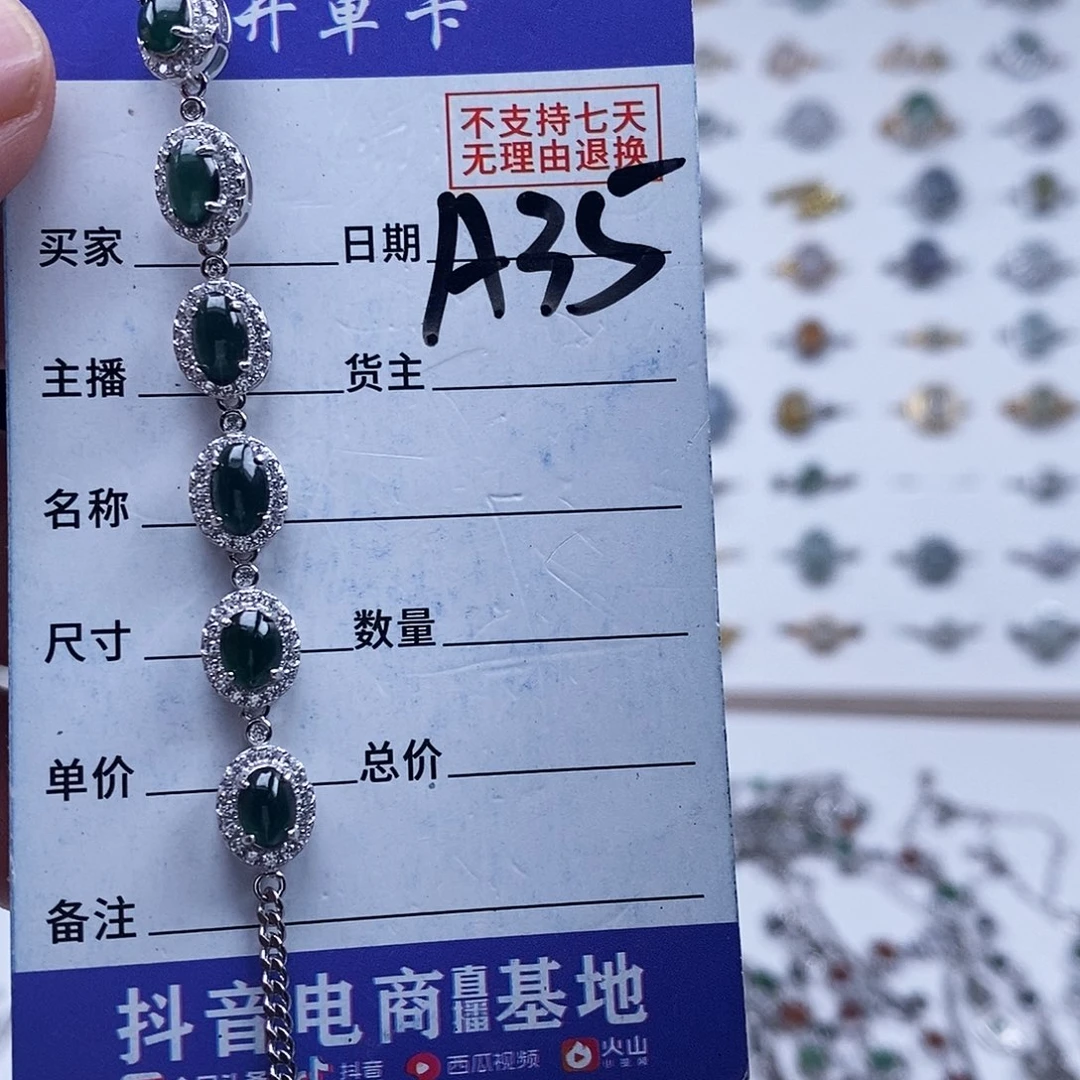 开单卡
不支持七天
无理由退换
A35
买家 日期
主播 货主
名称
尺寸 数量
单价 总价
备注
抖音电商直播基地
抖音 西瓜视频 火山